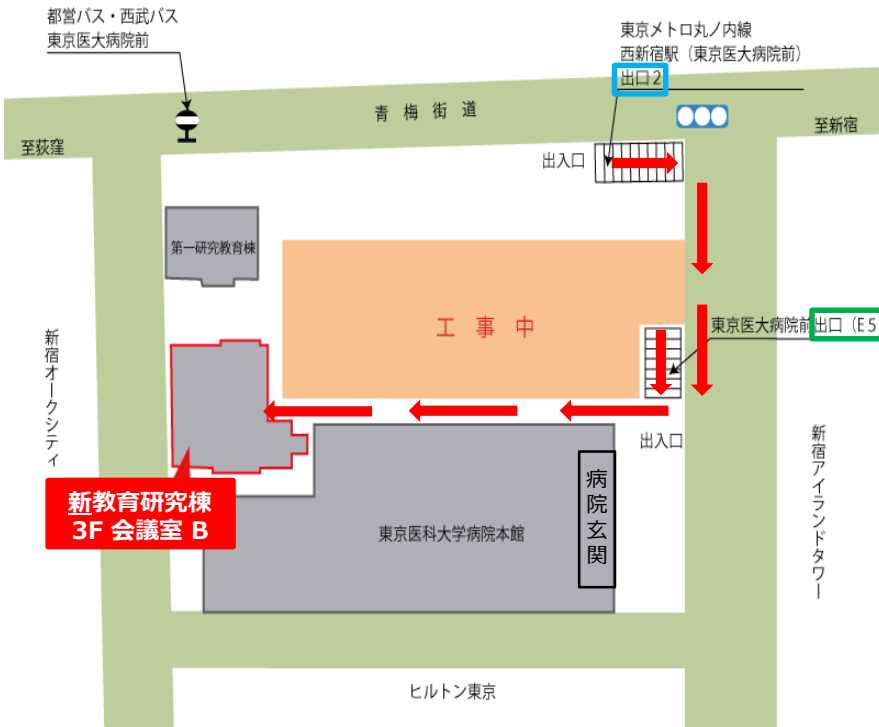 都営バス・西武バス
東京医大病院前
東京メトロ丸ノ内線
西新宿駅（東京医大病院前）
出口2
青梅街道
至荻窪
至新宿
出入口
第一研究教育棟
工事中
東京医大病院前出口（E5
新宿オークシティ
出入口
新宿アイランドタワー
新教育研究棟
3F 会議室 B
病院玄関
東京医科大学病院本館
ヒルトン東京